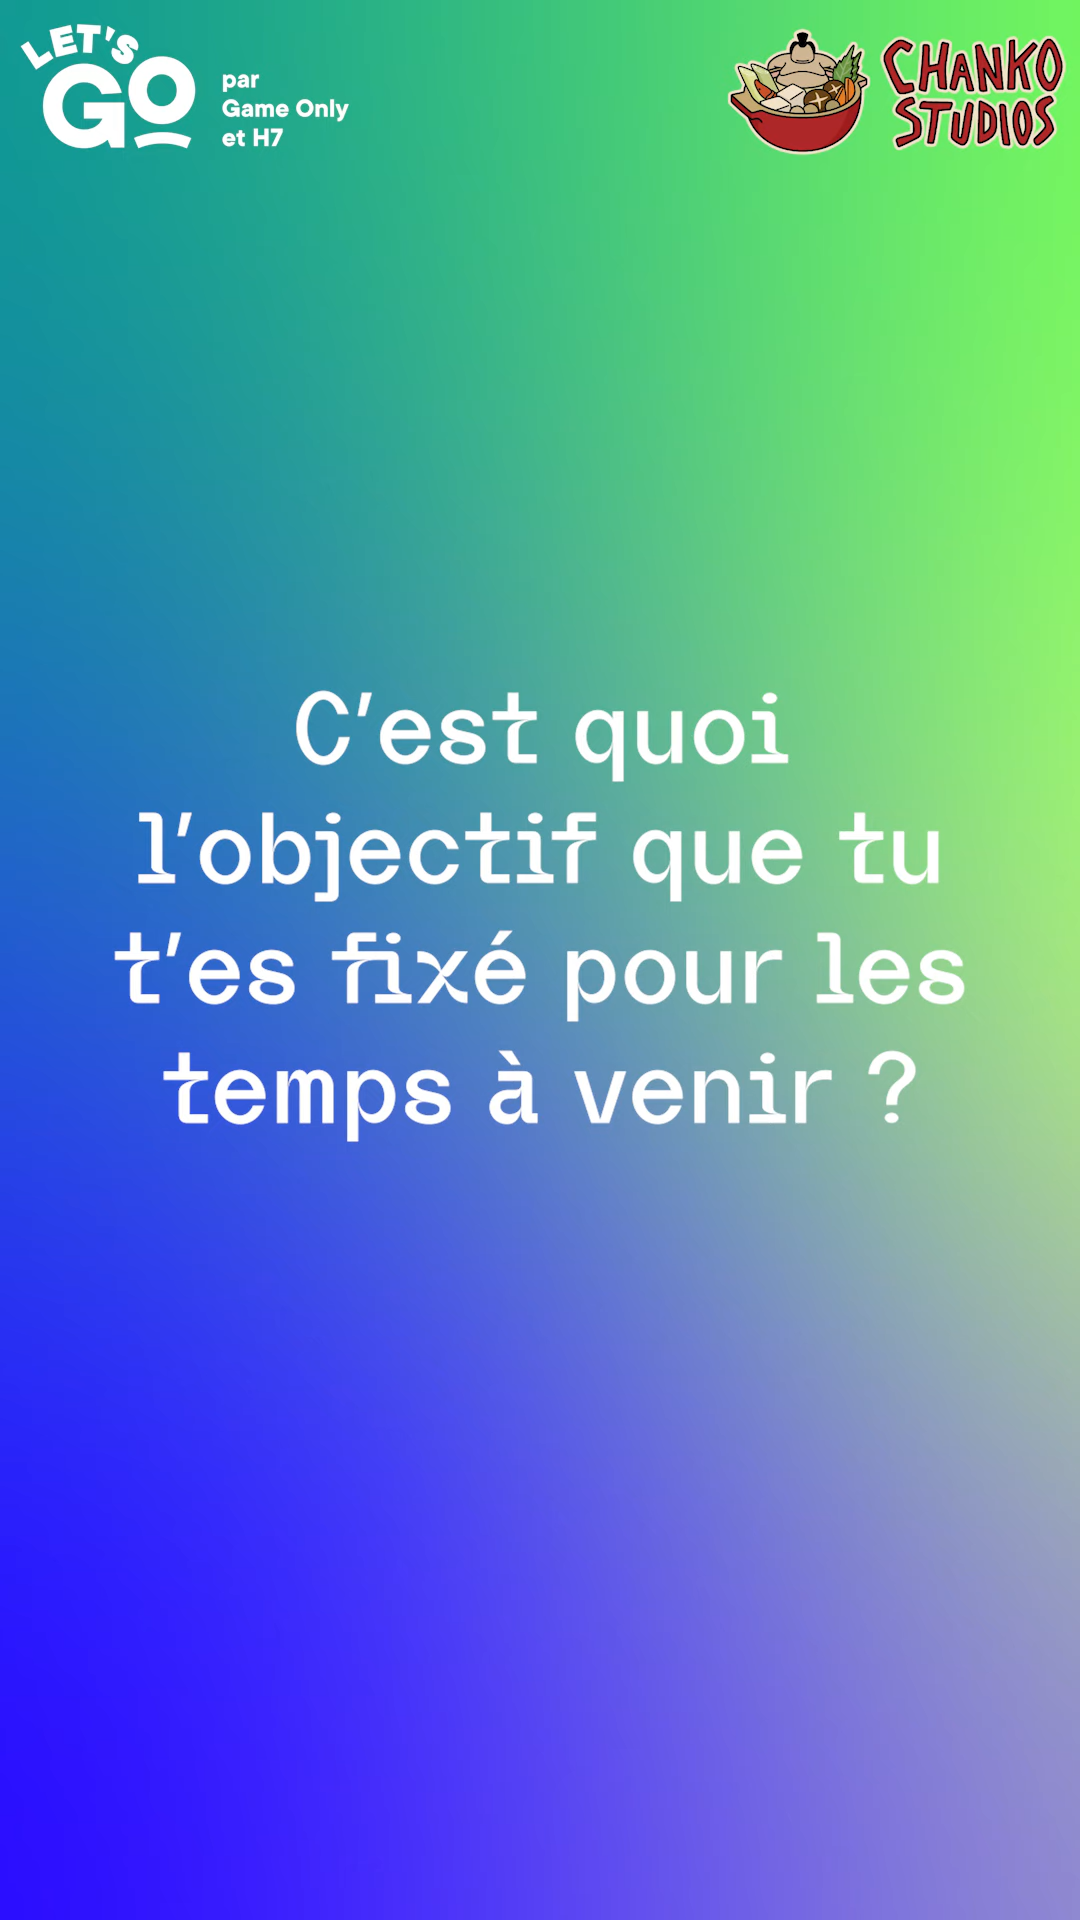 LET'S
GO
par
Game Only
et H7
CHANKO
STUDIOS
C'est quoi
l'objectif que tu
t'es fixé pour les
temps à venir ?